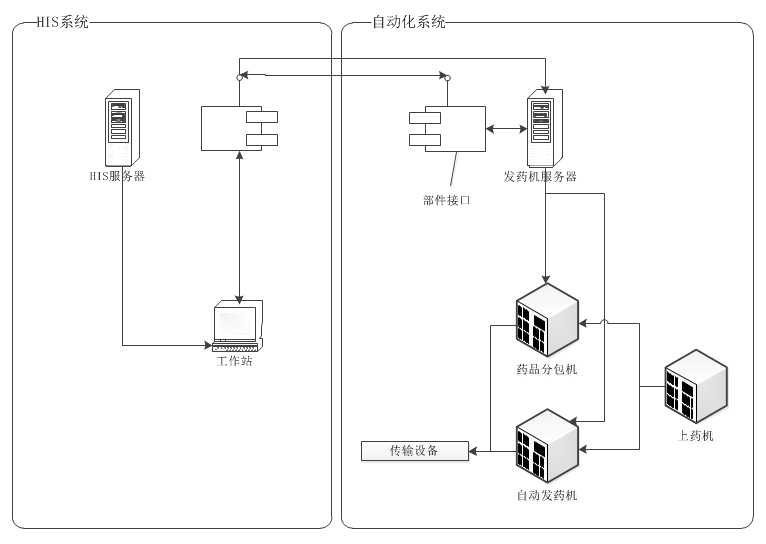 HIS系统
自动化系统
HIS服务器
发药机服务器
部件接口
工作站
药品分包机
上药机
传输设备
自动发药机